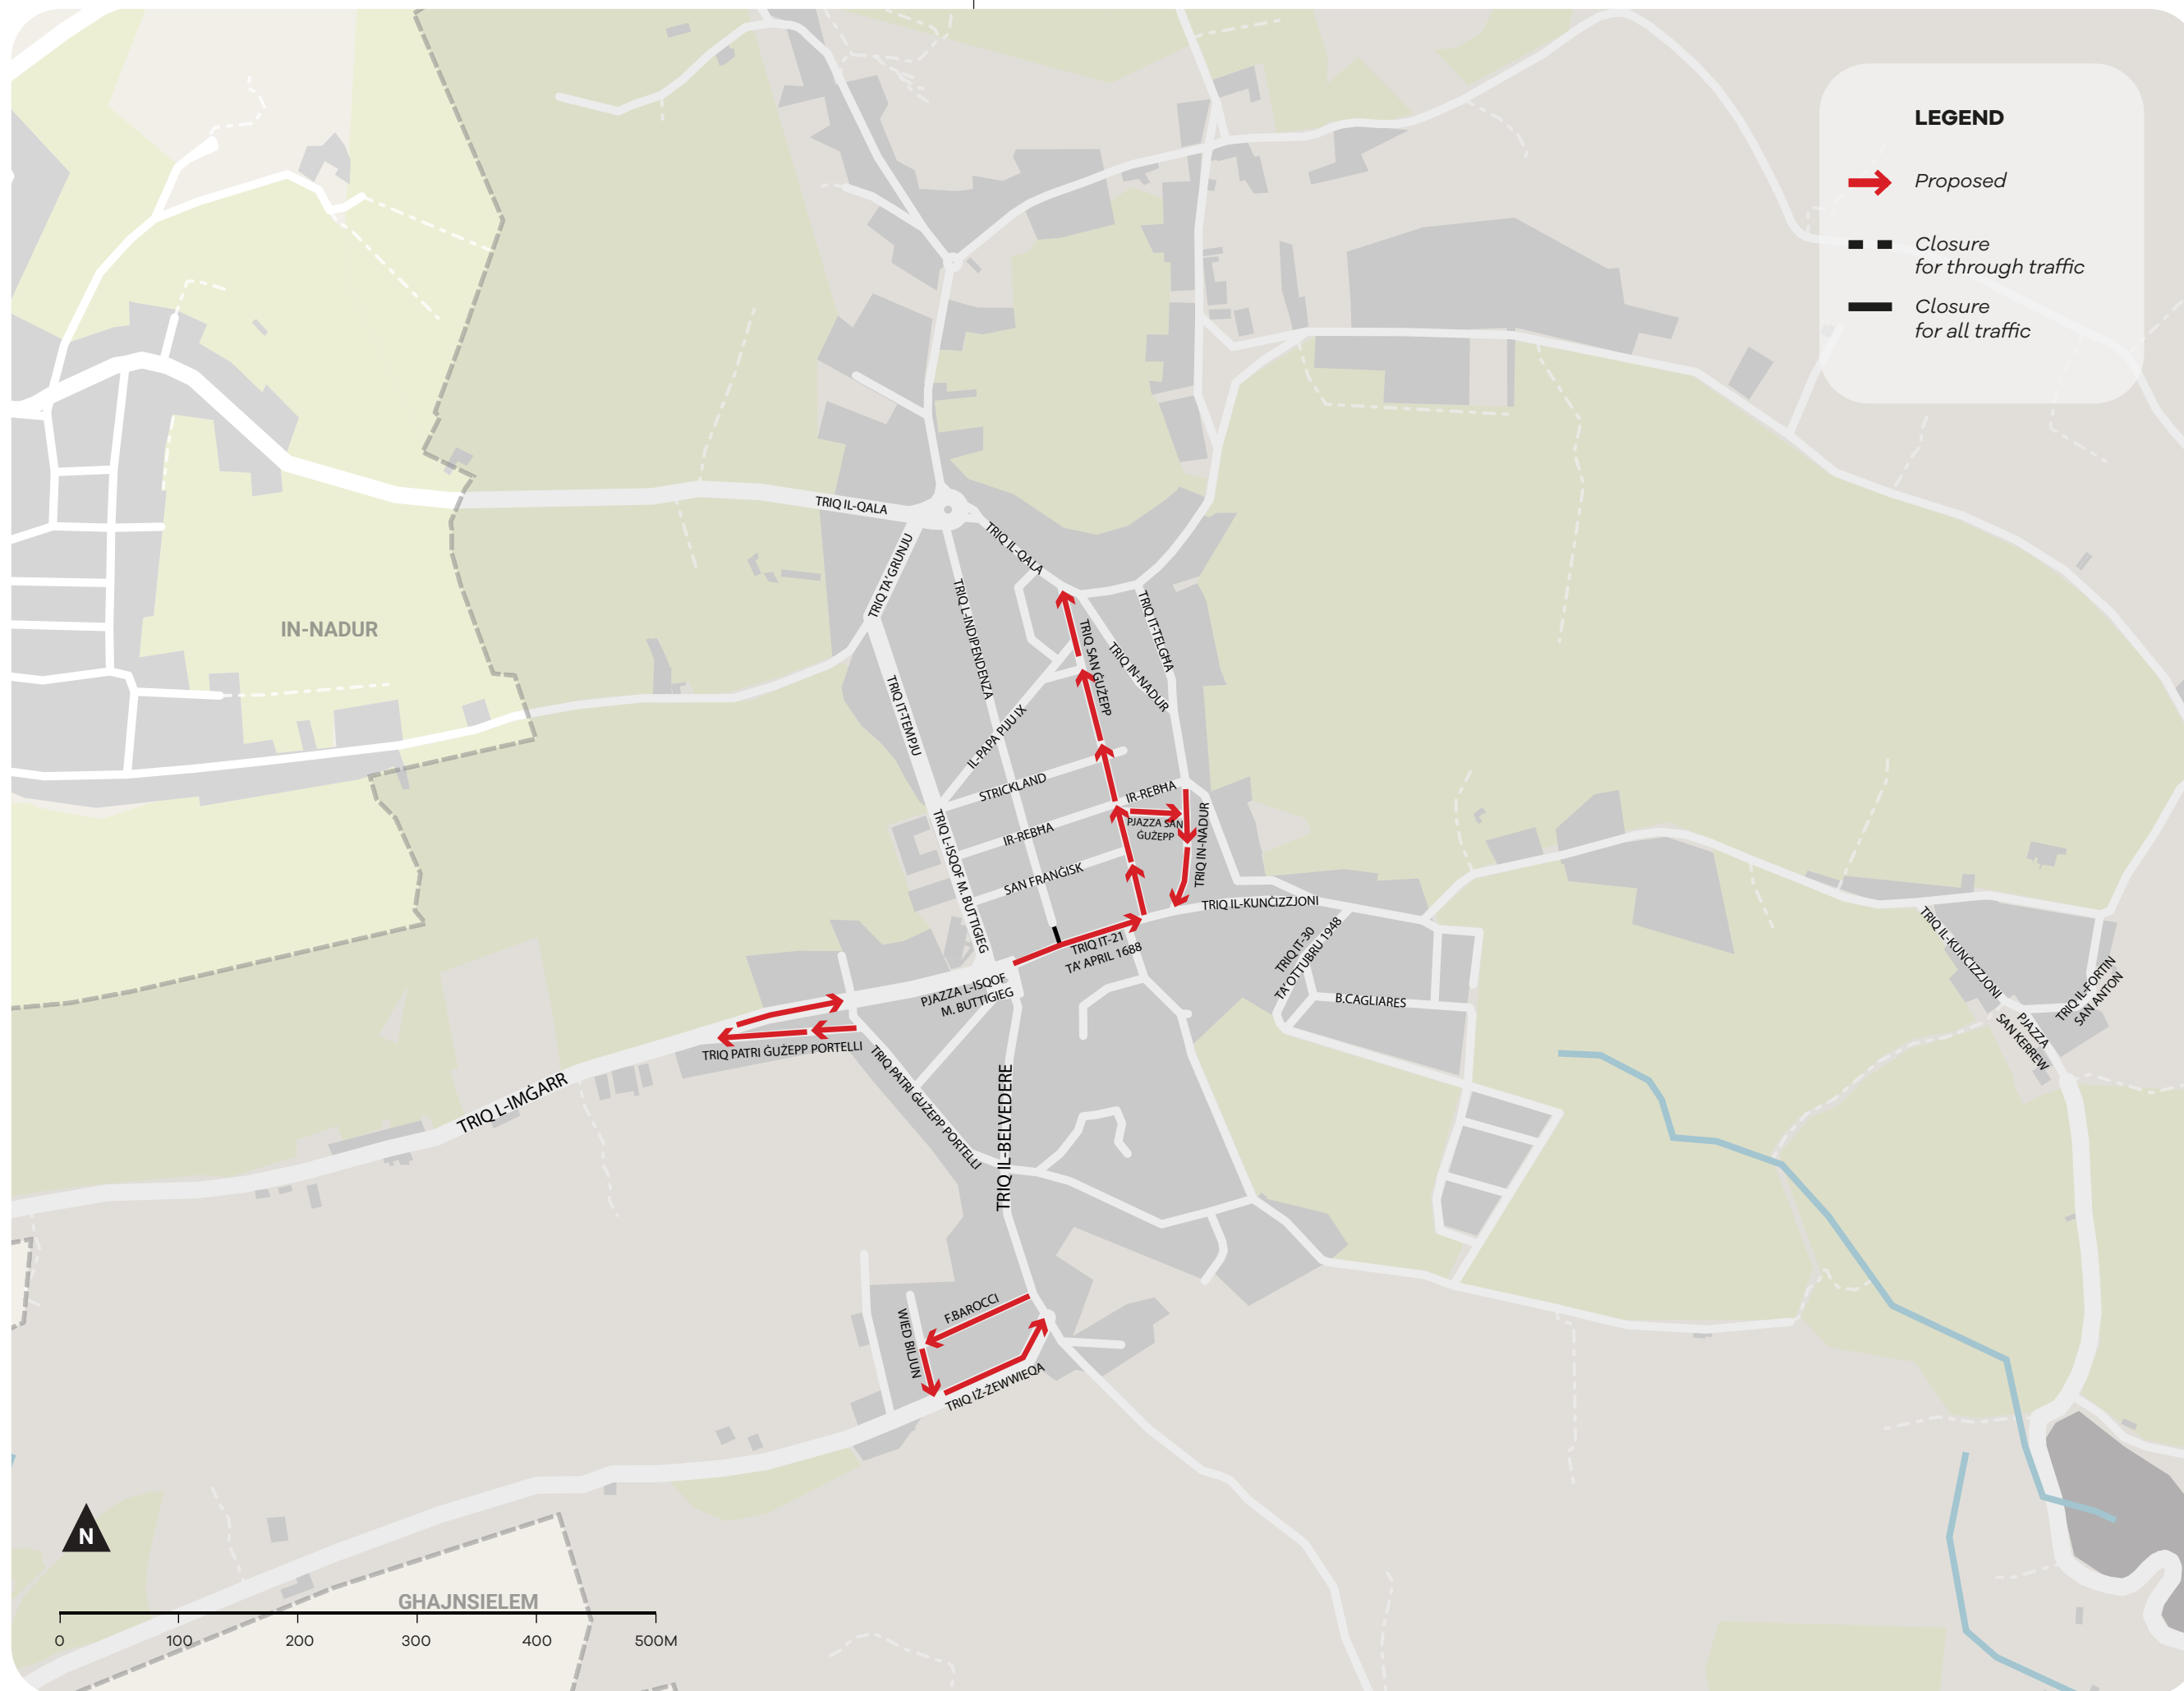 LEGEND
Proposed
Closure
for through traffic
Closure
for all traffic
TRIQ IL-QALA
TRIQ IL-QALA
TRIQ TA' GRUNJU
TRIQ L-INDIPENDENZA
TRIQ IT-TELGĦA
TRIQ SAN ĠUŻEPP
TRIQ IN-NADUR
IN-NADUR
TRIQ IT-TEMPJU
IL-PAPA PIJU IX
STRICKLAND
IR-REBĦA
IR-REBĦA
PJAZZA SAN
ĠUŻEPP
TRIQ IN-NADUR
TRIQ L-ISQOF M. BUTTIGIEG
SAN FRANĠISK
TRIQ IL-KUNĊIZZJONI
TRIQ IT-21
TA' APRIL 1688
TRIQ IT-30
TA' OTTUBRU 1948
B.CAGLIARES
TRIQ IL-KUNĊIZZJONI
TRIQ IL-FORTIN
SAN ANTON
PJAZZA
SAN KERREW
PJAZZA L-ISQOF
M. BUTTIGIEG
TRIQ PATRI ĠUŻEPP PORTELLI
TRIQ PATRI ĠUŻEPP PORTELLI
TRIQ L-IMĠARR
TRIQ IL-BELVEDERE
F.BAROCCI
WIED BILJUN
TRIQ IŻ-ŻEWWIEQA
N
GHAJNSIELEM
0 100 200 300 400 500M